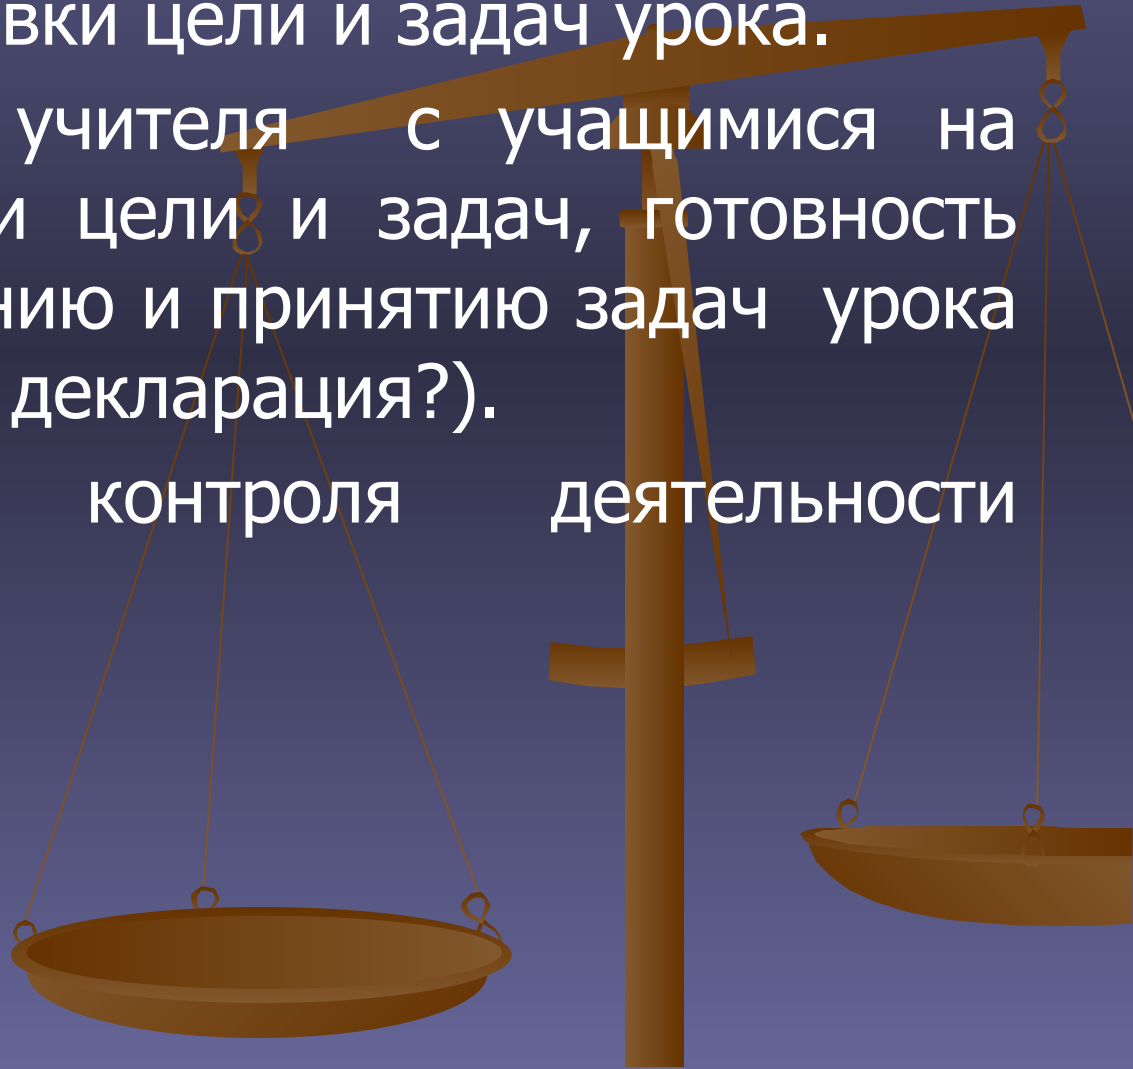 вки цели и задач урока.
учителя с учащимися на
и цели и задач, готовность
нию и принятию задач урока
декларация?).
контроля деятельности